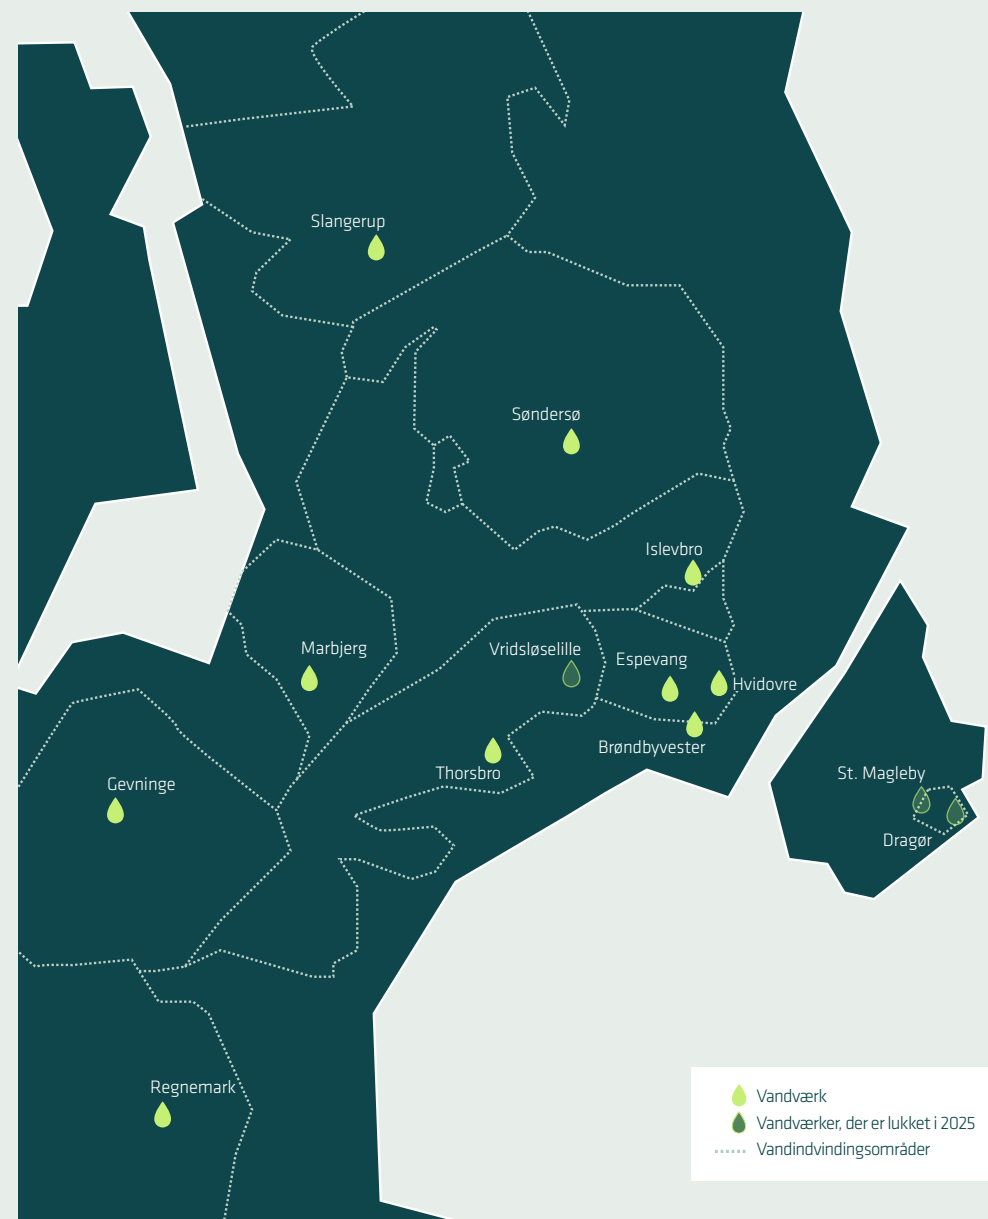 Slangerup
Søndersø
Islevbro
Marbjerg
Vridsløselille
Espevang
Hvidovre
Brøndbyvester
Thorsbro
Gevninge
St. Magleby
Dragør
Regnemark
Vandværk
Vandværker, der er lukket i 2025
Vandindvindingsområder